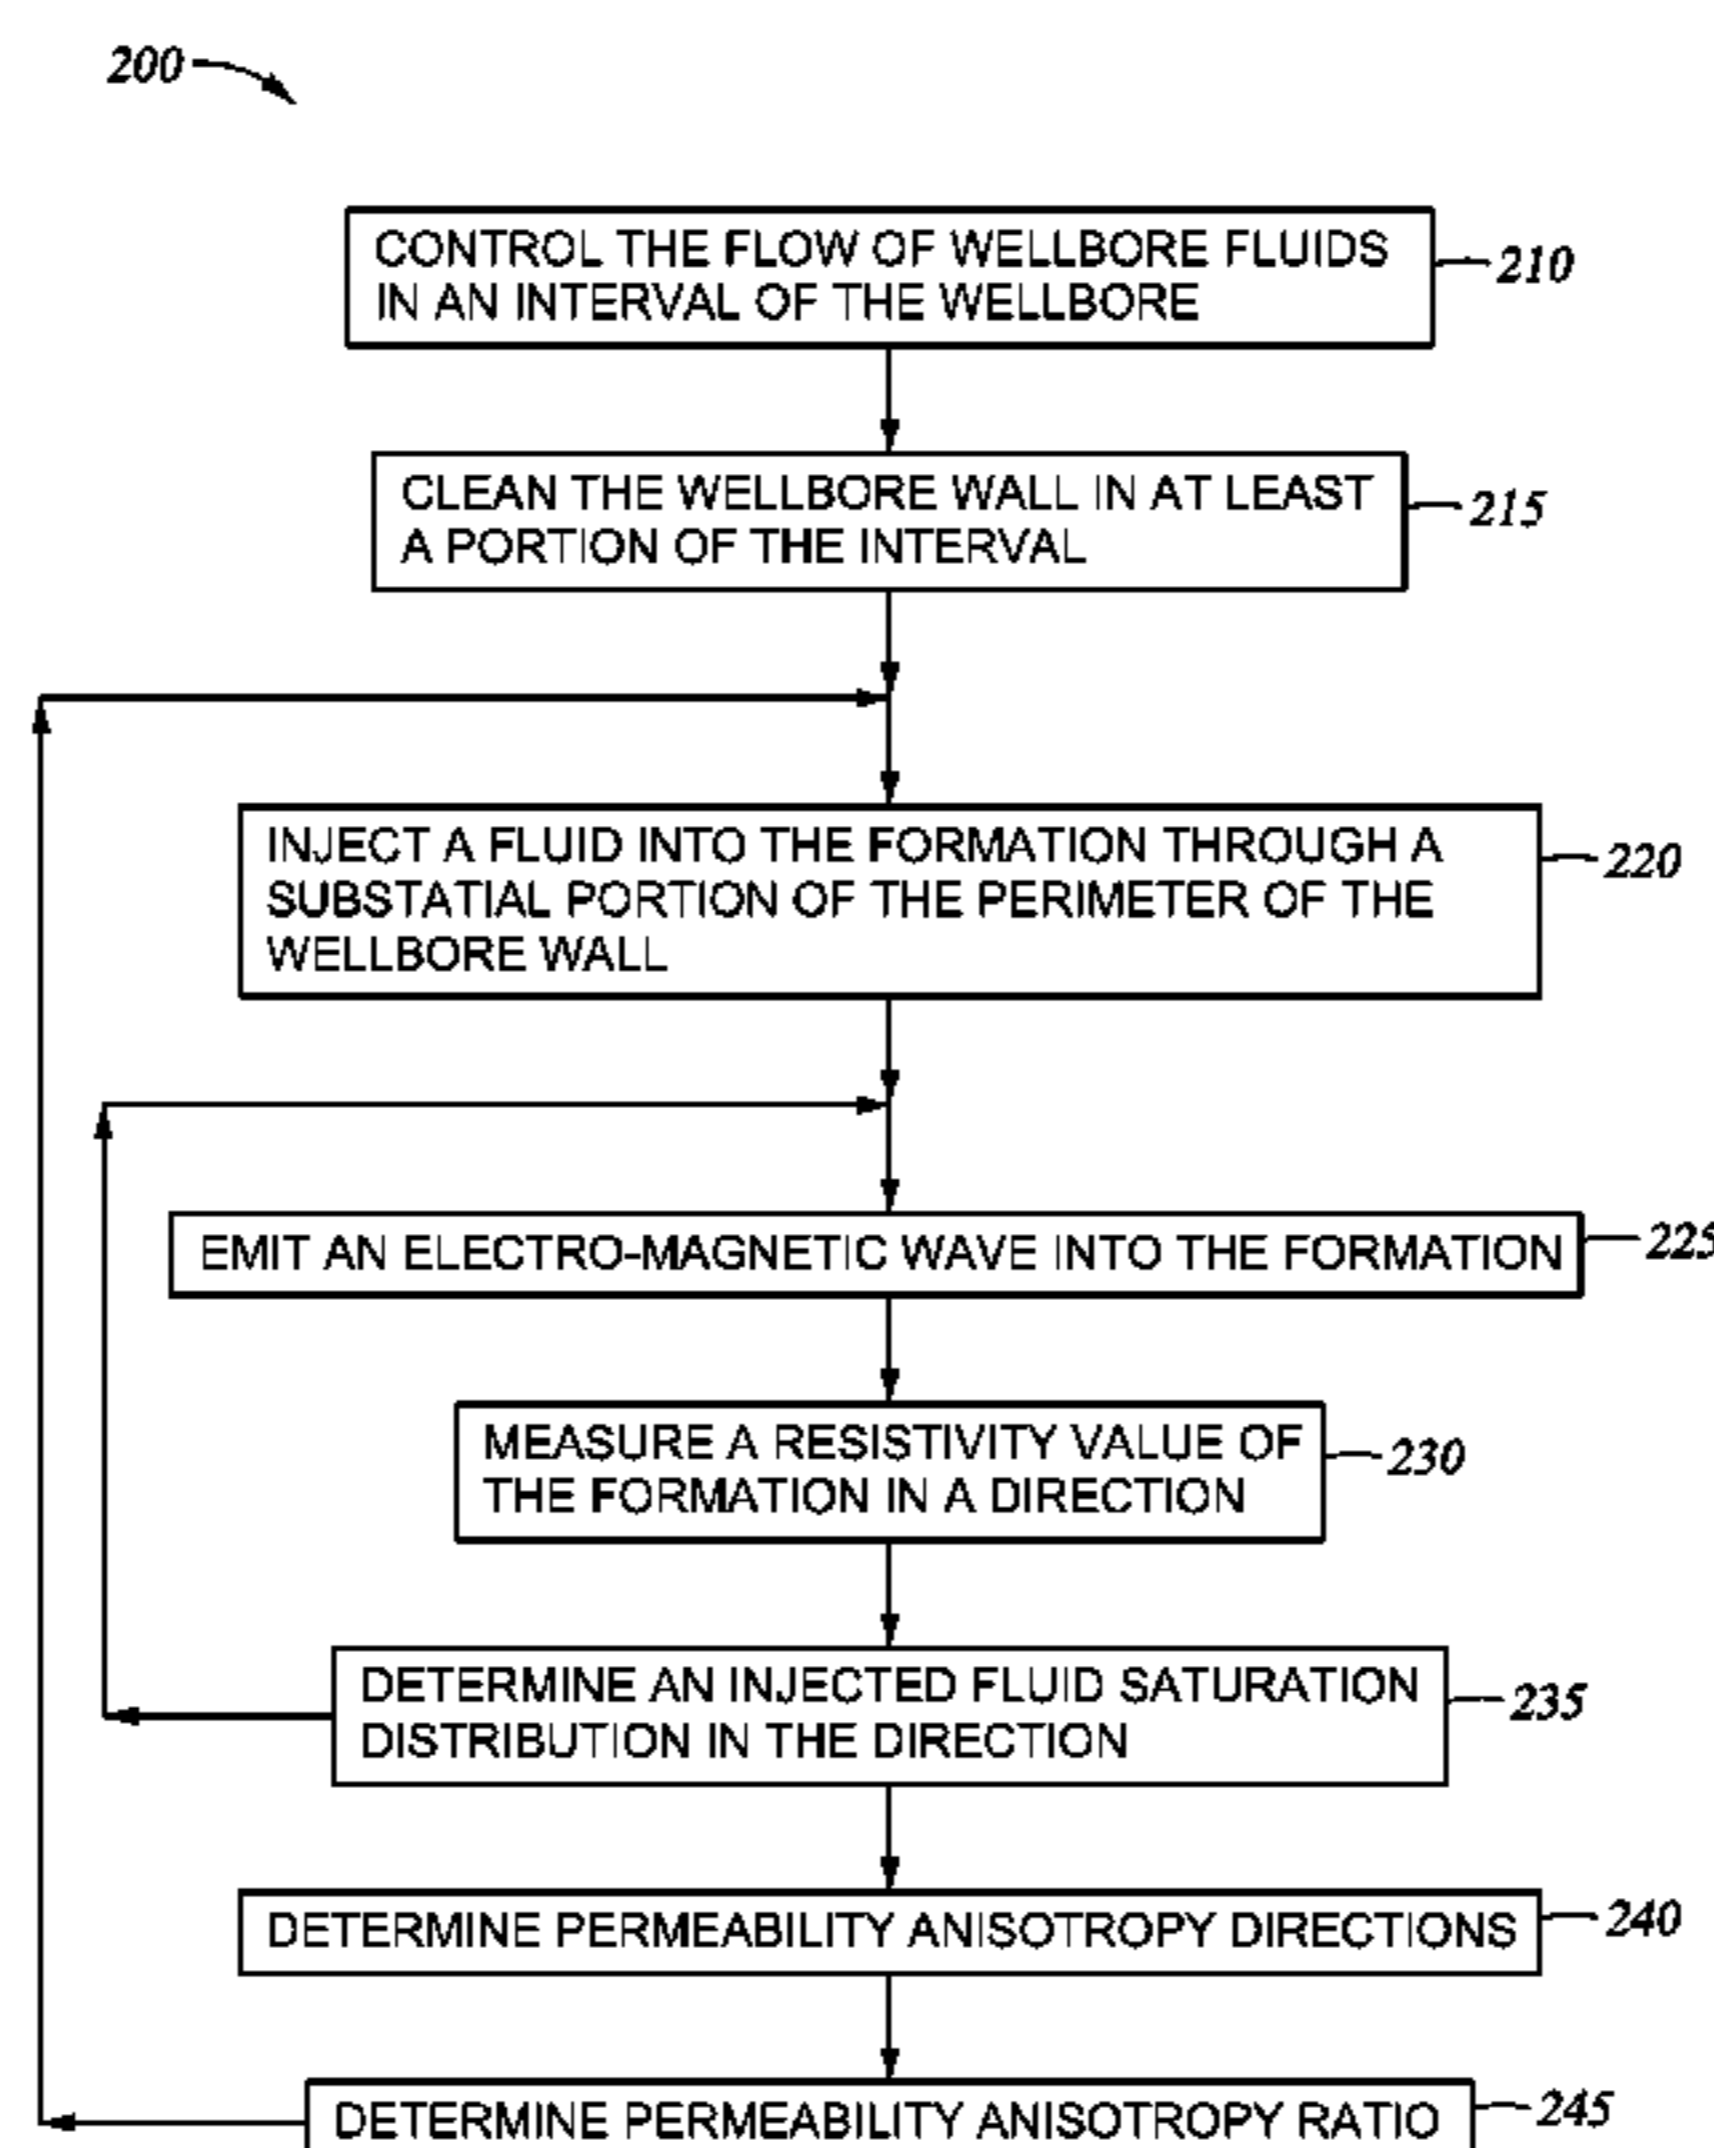 200
CONTROL THE FLOW OF WELLBORE FLUIDS
IN AN INTERVAL OF THE WELLBORE
210
CLEAN THE WELLBORE WALL IN AT LEAST
A PORTION OF THE INTERVAL
215
INJECT A FLUID INTO THE FORMATION THROUGH A
SUBSTATIAL PORTION OF THE PERIMETER OF THE
WELLBORE WALL
220
EMIT AN ELECTRO-MAGNETIC WAVE INTO THE FORMATION
225
MEASURE A RESISTIVITY VALUE OF
THE FORMATION IN A DIRECTION
230
DETERMINE AN INJECTED FLUID SATURATION
DISTRIBUTION IN THE DIRECTION
235
DETERMINE PERMEABILITY ANISOTROPY DIRECTIONS
240
DETERMINE PERMEABILITY ANISOTROPY RATIO
245